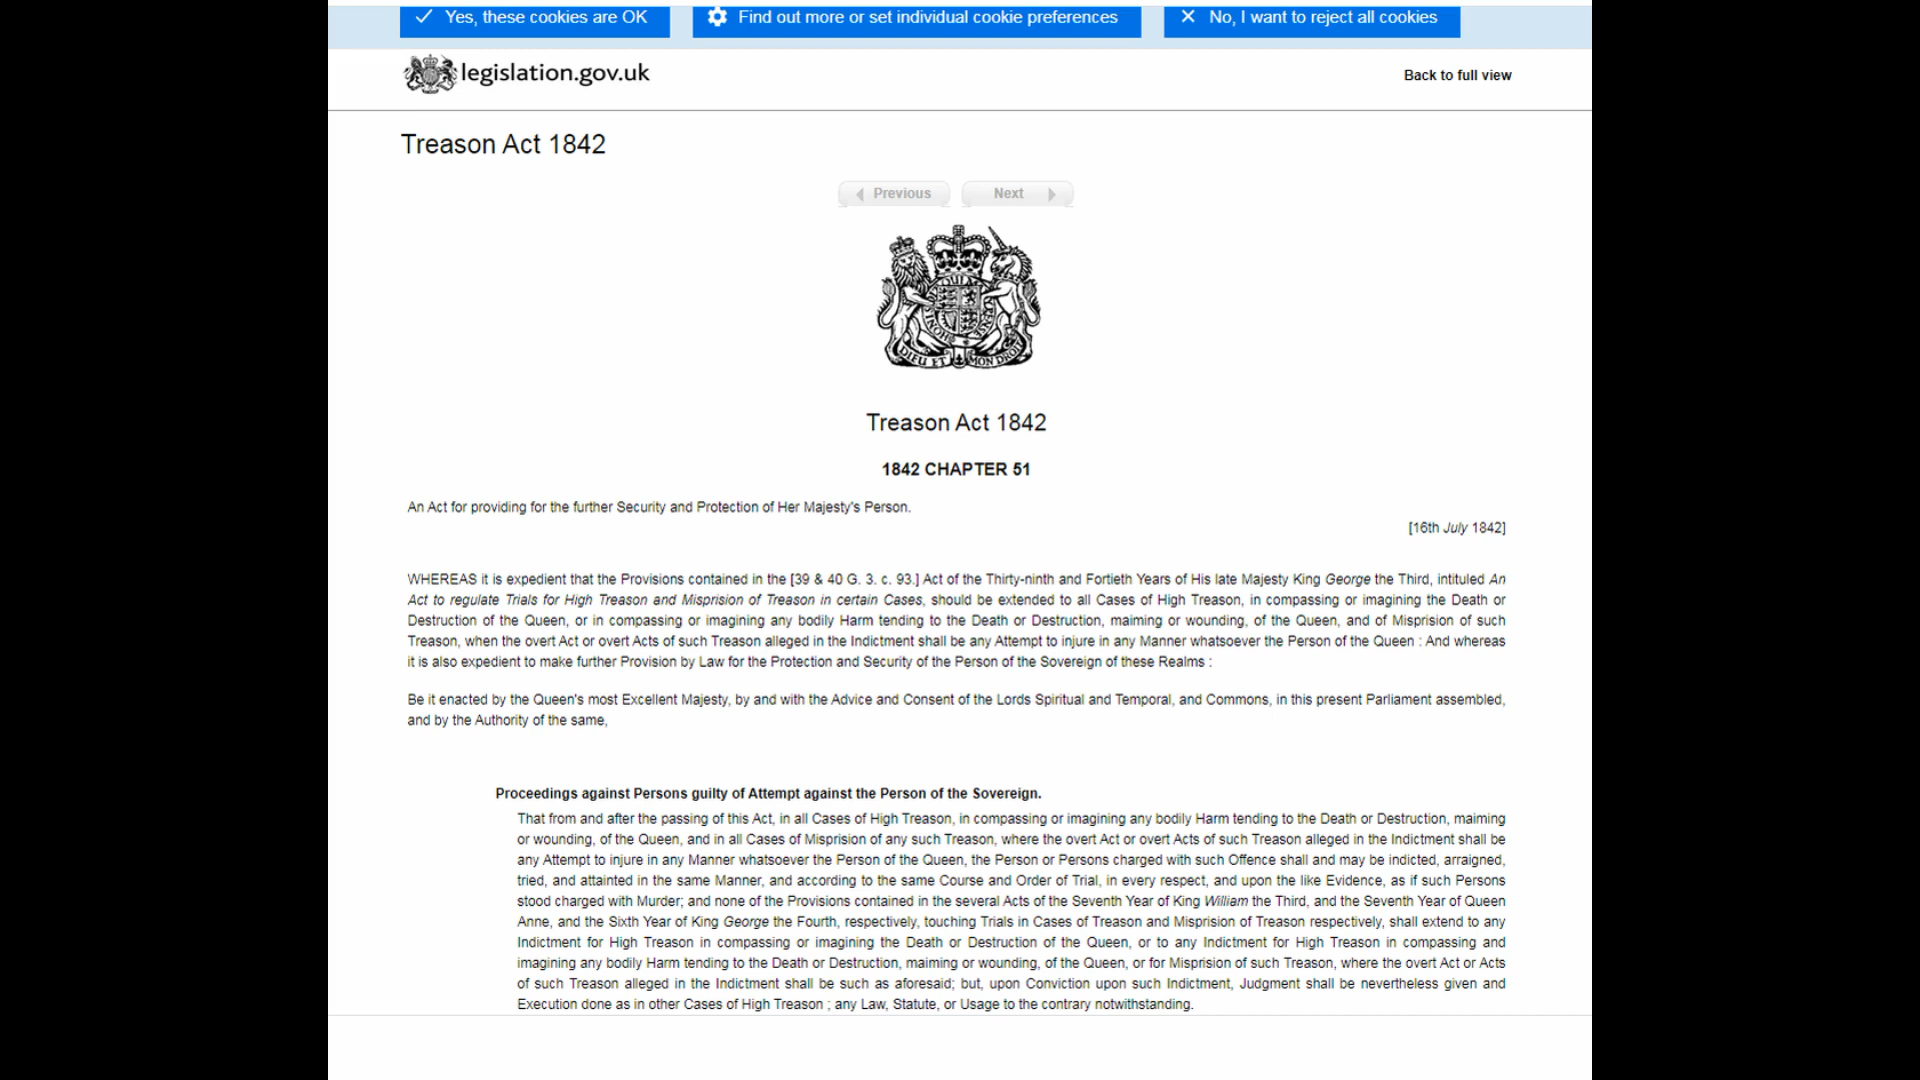 Yes, these cookies are OK
Find out more or set individual cookie preferences
No, I want to reject all cookies
legislation.gov.uk
Back to full view
Treason Act 1842
Previous
Next
DIEU ET MON DROIT
Treason Act 1842
1842 CHAPTER 51
An Act for providing for the further Security and Protection of Her Majesty's Person.
[16th July 1842]
WHEREAS it is expedient that the Provisions contained in the [39 & 40 G. 3. c. 93.] Act of the Thirty-ninth and Fortieth Years of His late Majesty King George the Third, intituled An
Act to regulate Trials for High Treason and Misprision of Treason in certain Cases, should be extended to all Cases of High Treason, in compassing or imagining the Death or
Destruction of the Queen, or in compassing or imagining any bodily Harm tending to the Death or Destruction, maiming or wounding, of the Queen, and of Misprision of such
Treason, when the overt Act or overt Acts of such Treason alleged in the Indictment shall be any Attempt to injure in any Manner whatsoever the Person of the Queen : And whereas
it is also expedient to make further Provision by Law for the Protection and Security of the Person of the Sovereign of these Realms :
Be it enacted by the Queen's most Excellent Majesty, by and with the Advice and Consent of the Lords Spiritual and Temporal, and Commons, in this present Parliament assembled,
and by the Authority of the same,
Proceedings against Persons guilty of Attempt against the Person of the Sovereign.
That from and after the passing of this Act, in all Cases of High Treason, in compassing or imagining any bodily Harm tending to the Death or Destruction, maiming
or wounding, of the Queen, and in all Cases of Misprision of any such Treason, where the overt Act or overt Acts of such Treason alleged in the Indictment shall be
any Attempt to injure in any Manner whatsoever the Person of the Queen, the Person or Persons charged with such Offence shall and may be indicted, arraigned,
tried, and attainted in the same Manner, and according to the same Course and Order of Trial, in every respect, and upon the like Evidence, as if such Persons
stood charged with Murder; and none of the Provisions contained in the several Acts of the Seventh Year of King William the Third, and the Seventh Year of Queen
Anne, and the Sixth Year of King George the Fourth, respectively, touching Trials in Cases of Treason and Misprision of Treason respectively, shall extend to any
Indictment for High Treason in compassing or imagining the Death or Destruction of the Queen, or to any Indictment for High Treason in compassing and
imagining any bodily Harm tending to the Death or Destruction, maiming or wounding, of the Queen, or for Misprision of such Treason, where the overt Act or Acts
of such Treason alleged in the Indictment shall be such as aforesaid; but, upon Conviction upon such Indictment, Judgment shall be nevertheless given and
Execution done as in other Cases of High Treason ; any Law, Statute, or Usage to the contrary notwithstanding.